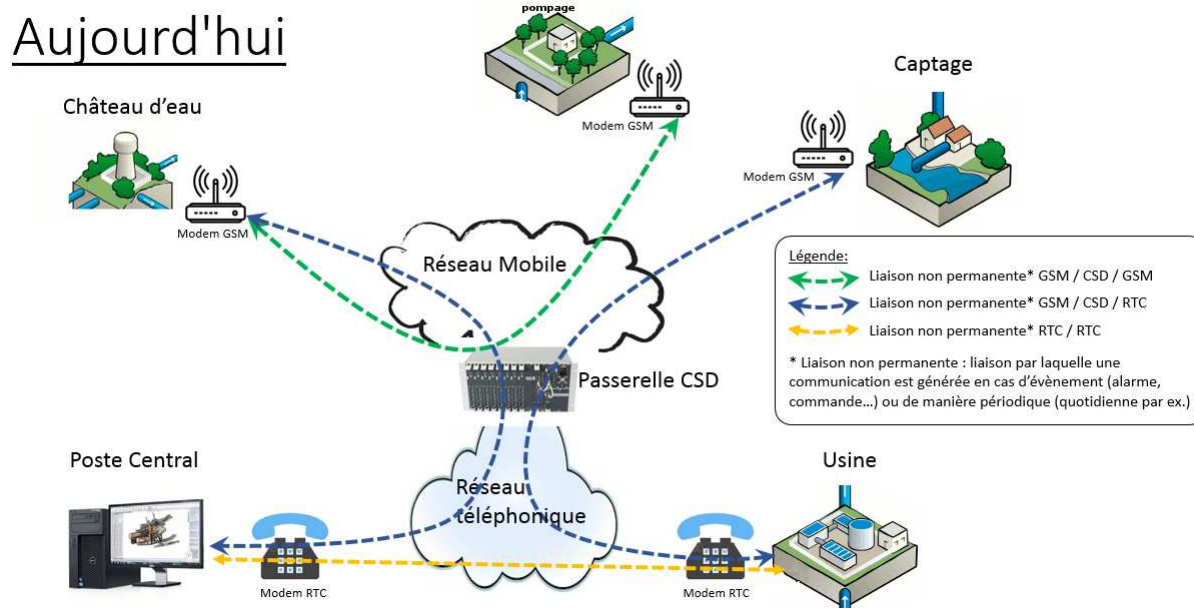 Aujourd'hui
pompage
Modem GSM
Captage
Modem GSM
Château d'eau
Modem GSM
Réseau Mobile
Légende:
Liaison non permanente* GSM / CSD / GSM
Liaison non permanente* GSM / CSD / RTC
Liaison non permanente* RTC / RTC
* Liaison non permanente : liaison par laquelle une
communication est générée en cas d'évènement (alarme,
commande...) ou de manière périodique (quotidienne par ex.)
Passerelle CSD
Poste Central
Réseau
téléphonique
Usine
Modem RTC
Modem RTC